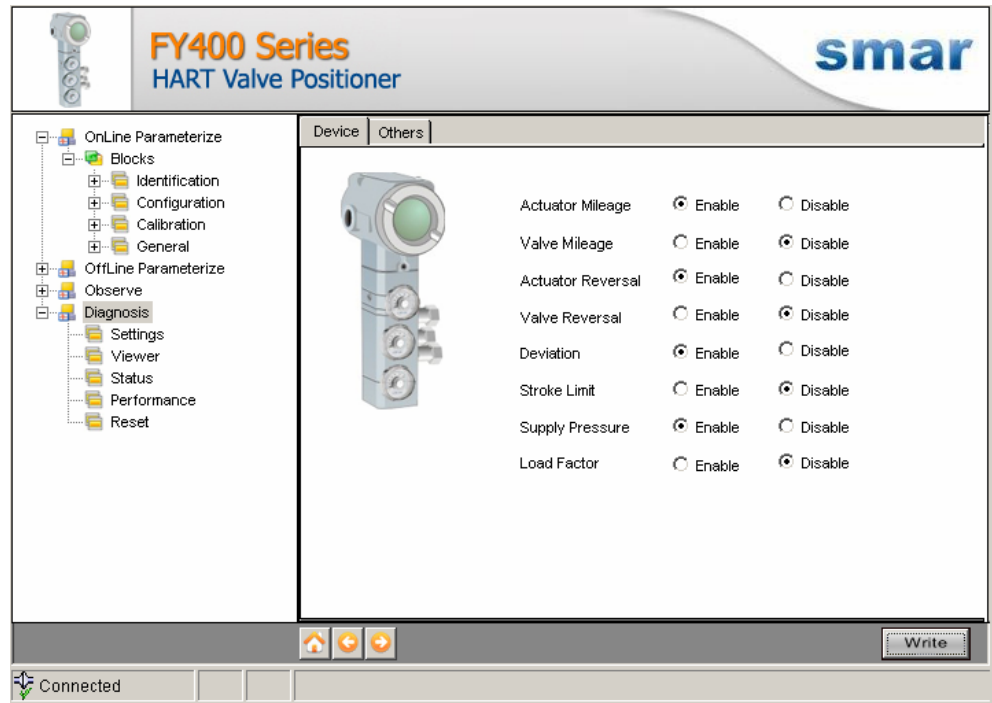 FY400 Series
HART Valve Positioner
smar
OnLine Parameterize
Blocks
Identification
Configuration
Calibration
General
OffLine Parameterize
Observe
Diagnosis
Settings
Viewer
Status
Performance
Reset
Device Others
Actuator Mileage Enable Disable
Valve Mileage Enable Disable
Actuator Reversal Enable Disable
Valve Reversal Enable Disable
Deviation Enable Disable
Stroke Limit Enable Disable
Supply Pressure Enable Disable
Load Factor Enable Disable
Write
Connected